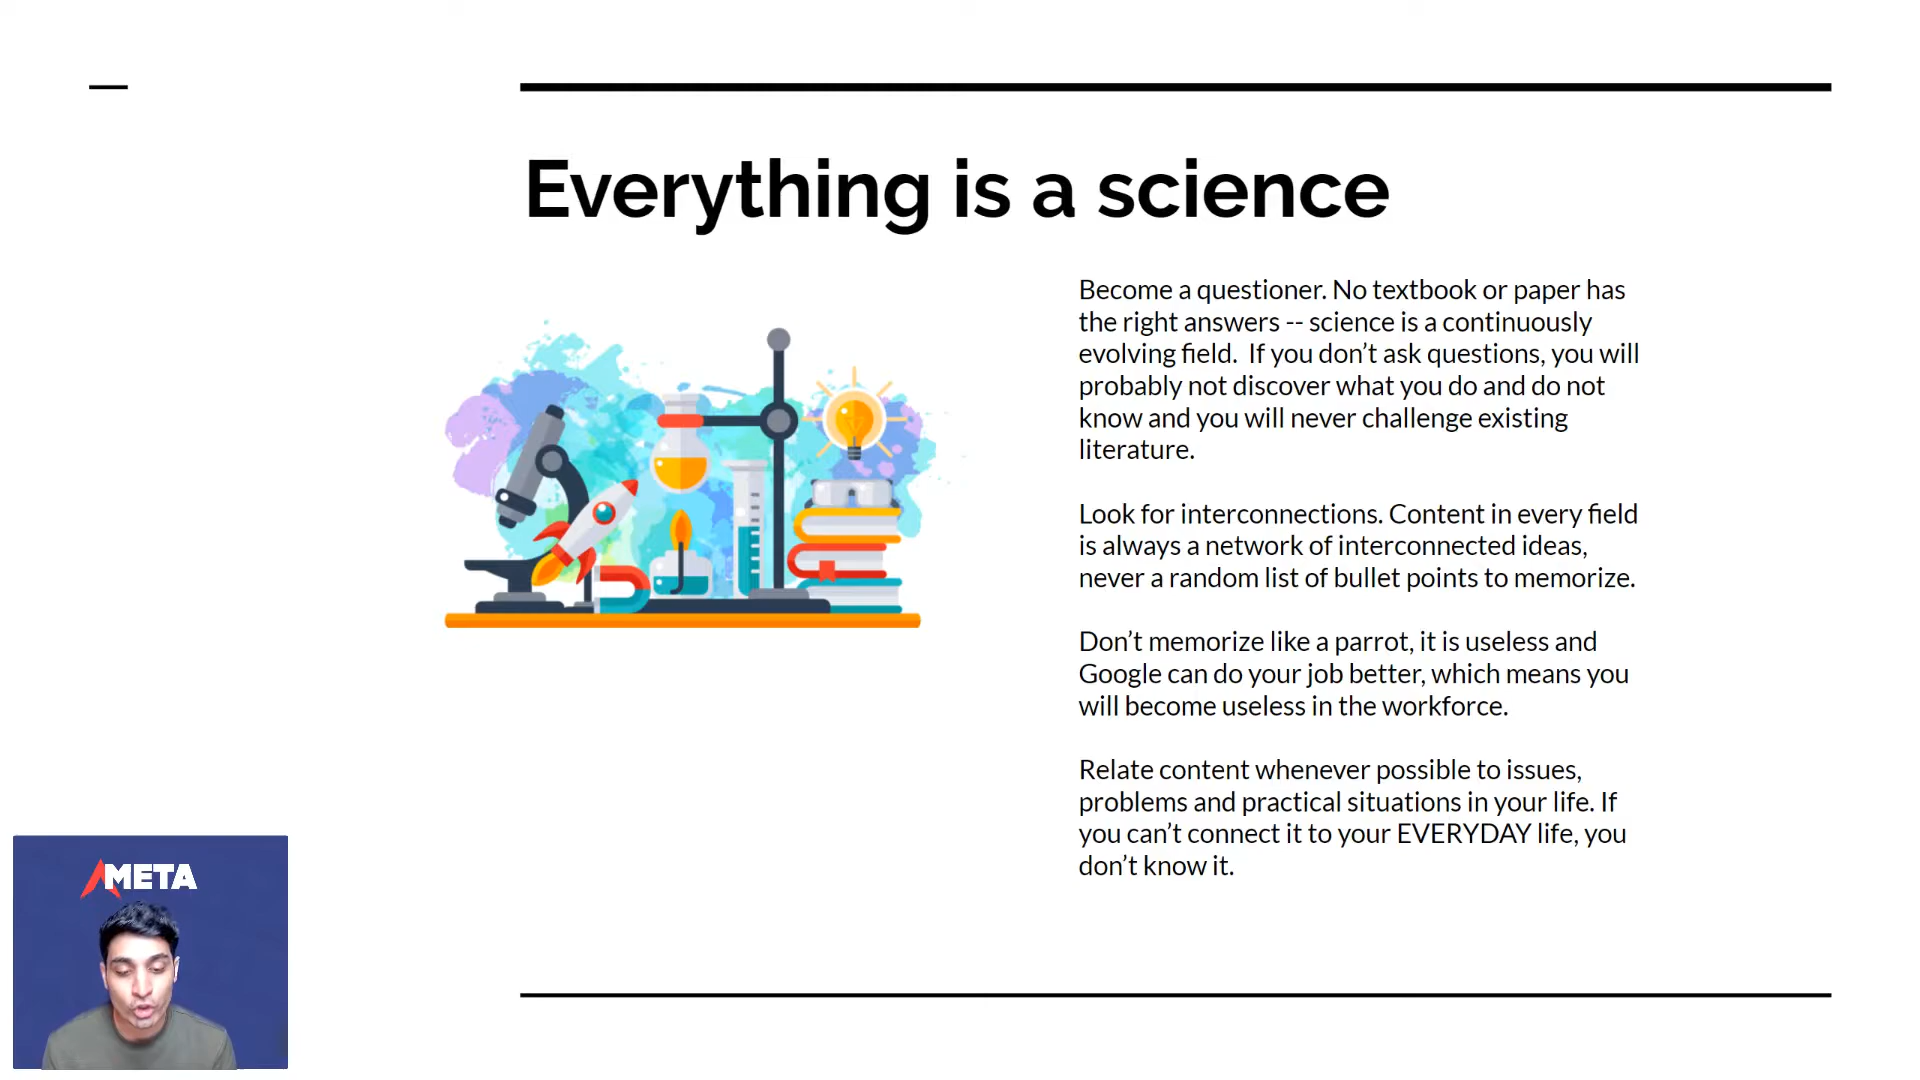 Everything is a science
Become a questioner. No textbook or paper has
the right answers -- science is a continuously
evolving field.  If you don’t ask questions, you will
probably not discover what you do and do not
know and you will never challenge existing
literature.
Look for interconnections. Content in every field
is always a network of interconnected ideas,
never a random list of bullet points to memorize.
Don’t memorize like a parrot, it is useless and
Google can do your job better, which means you
will become useless in the workforce.
Relate content whenever possible to issues,
problems and practical situations in your life. If
you can’t connect it to your EVERYDAY life, you
don’t know it.
META